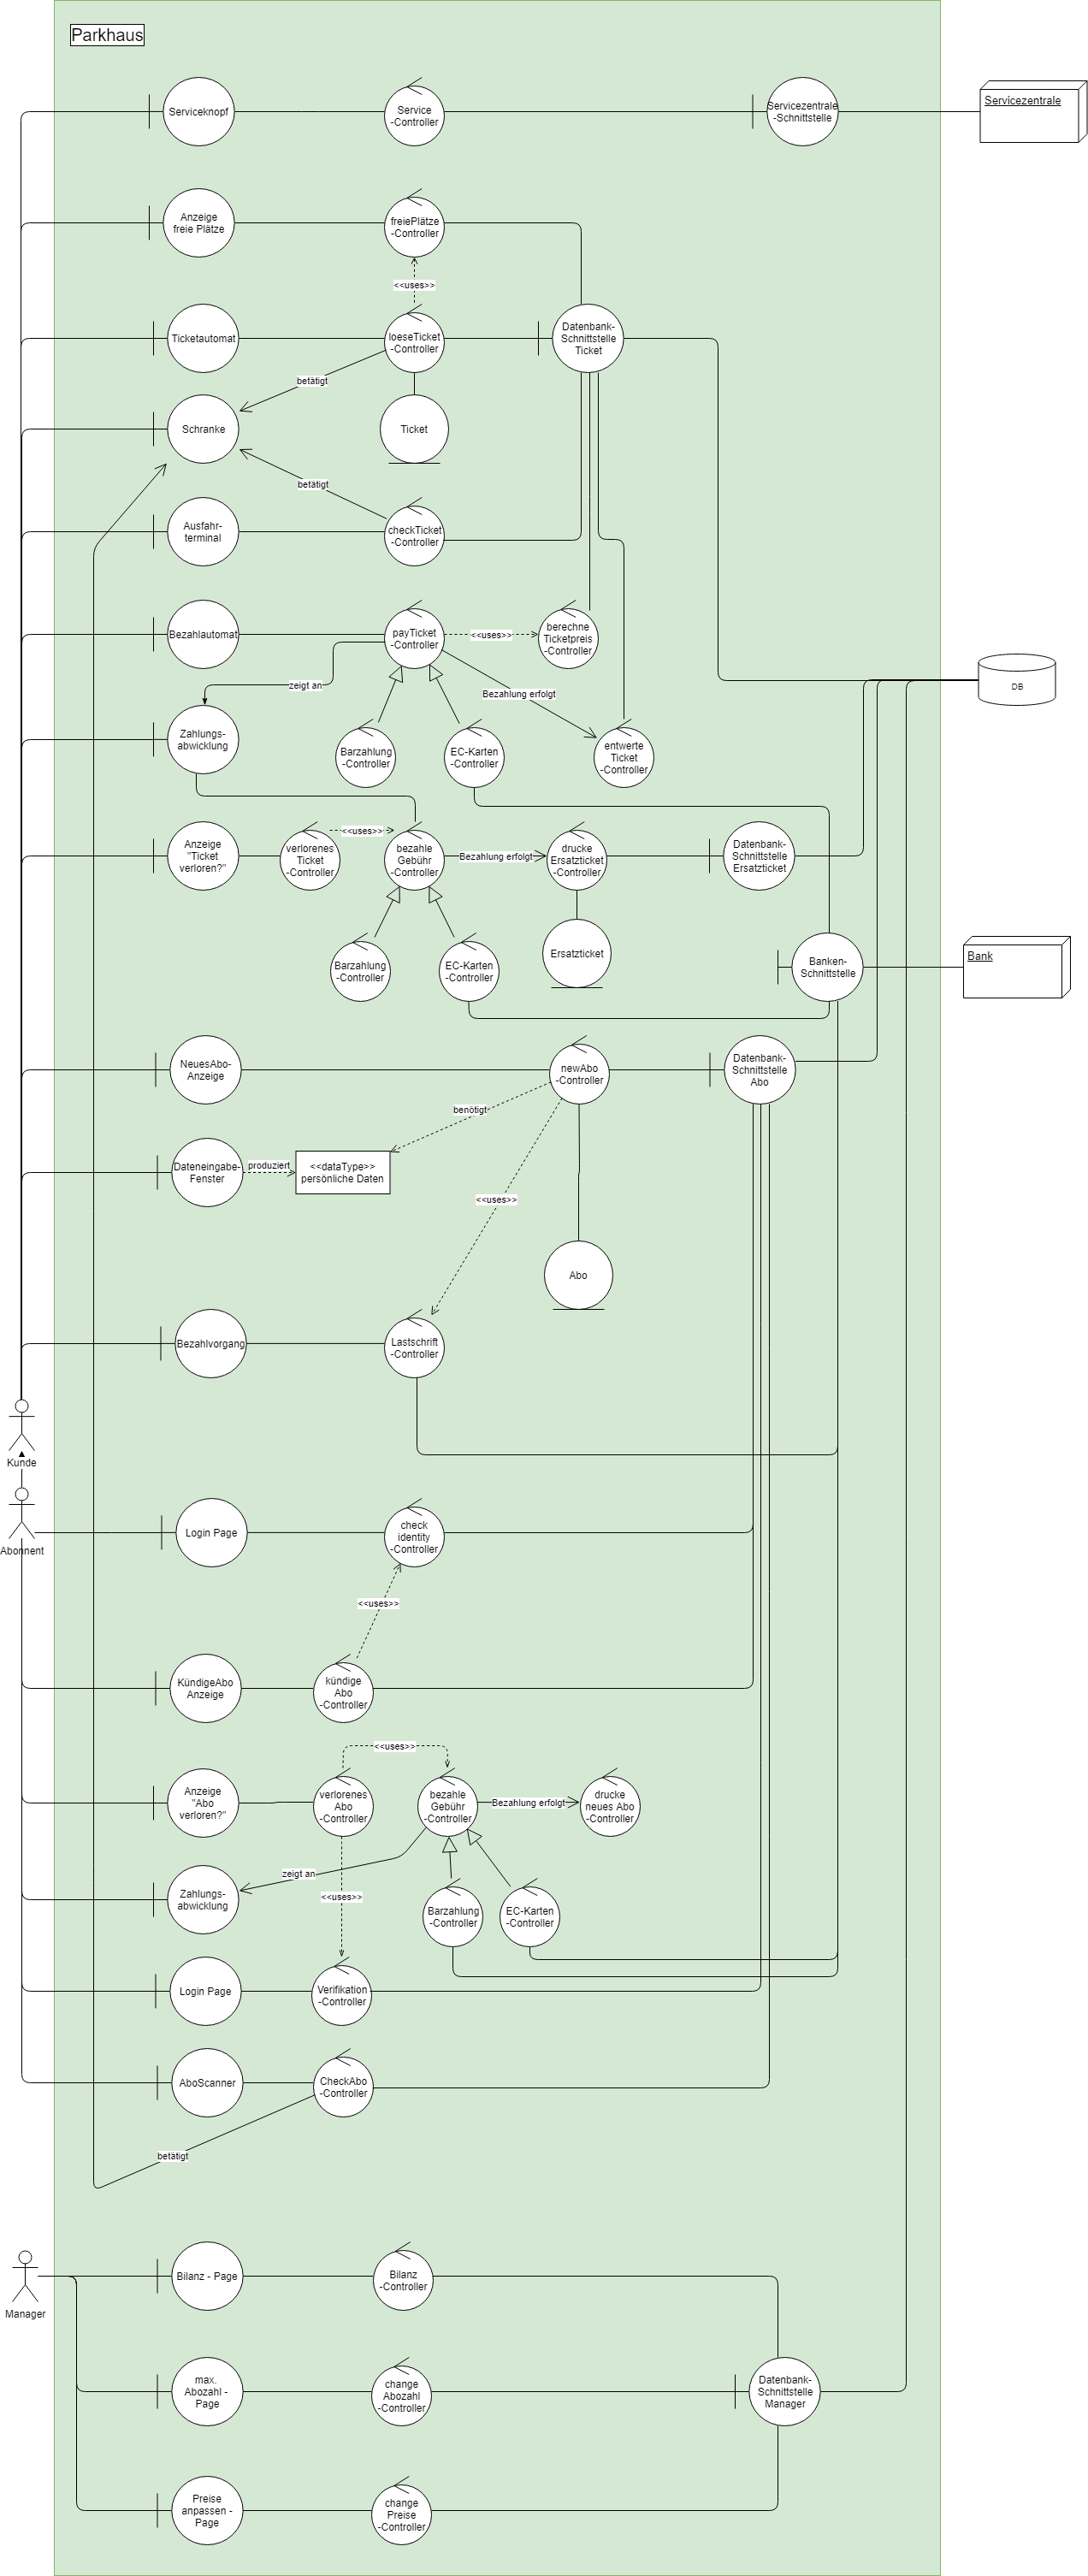 Parkhaus
Serviceknopf
Service
-Controller
Servicezentrale
-Schnittstelle
Servicezentrale
Anzeige
freie Plätze
freiePlätze
-Controller
<<uses>>
Ticketautomat
loeseTicket
-Controller
Datenbank-
Schnittstelle
Ticket
betätigt
Schranke
Ticket
betätigt
Ausfahr-
terminal
checkTicket
-Controller
Bezahlautomat
payTicket
-Controller
<<uses>>
berechne
Ticketpreis
-Controller
zeigt an
Bezahlung erfolgt
DB
Zahlungs-
abwicklung
Barzahlung
-Controller
EC-Karten
-Controller
entwerte
Ticket
-Controller
Anzeige
"Ticket
verloren?"
verlorenes
Ticket
-Controller
<<uses>>
bezahle
Gebühr
-Controller
Bezahlung erfolgt
drucke
Ersatzticket
-Controller
Datenbank-
Schnittstelle
Ersatzticket
Barzahlung
-Controller
EC-Karten
-Controller
Ersatzticket
Banken-
Schnittstelle
Bank
NeuesAbo-
Anzeige
newAbo
-Controller
Datenbank-
Schnittstelle
Abo
benötigt
Dateneingabe-
Fenster
produziert
<<dataType>>
persönliche Daten
<<uses>>
Abo
Bezahlvorgang
Lastschrift
-Controller
Kunde
Abonnent
Login Page
check
identity
-Controller
<<uses>>
KündigeAbo
Anzeige
kündige
Abo
-Controller
<<uses>>
Anzeige
"Abo
verloren?"
verlorenes
Abo
-Controller
bezahle
Gebühr
-Controller
Bezahlung erfolgt
drucke
neues Abo
-Controller
zeigt an
Zahlungs-
abwicklung
<<uses>>
Barzahlung
-Controller
EC-Karten
-Controller
Login Page
Verifikation
-Controller
AboScanner
CheckAbo
-Controller
betätigt
Manager
Bilanz - Page
Bilanz
-Controller
max.
Abozahl -
Page
change
Abozahl
-Controller
Datenbank-
Schnittstelle
Manager
Preise
anpassen -
Page
change
Preise
-Controller